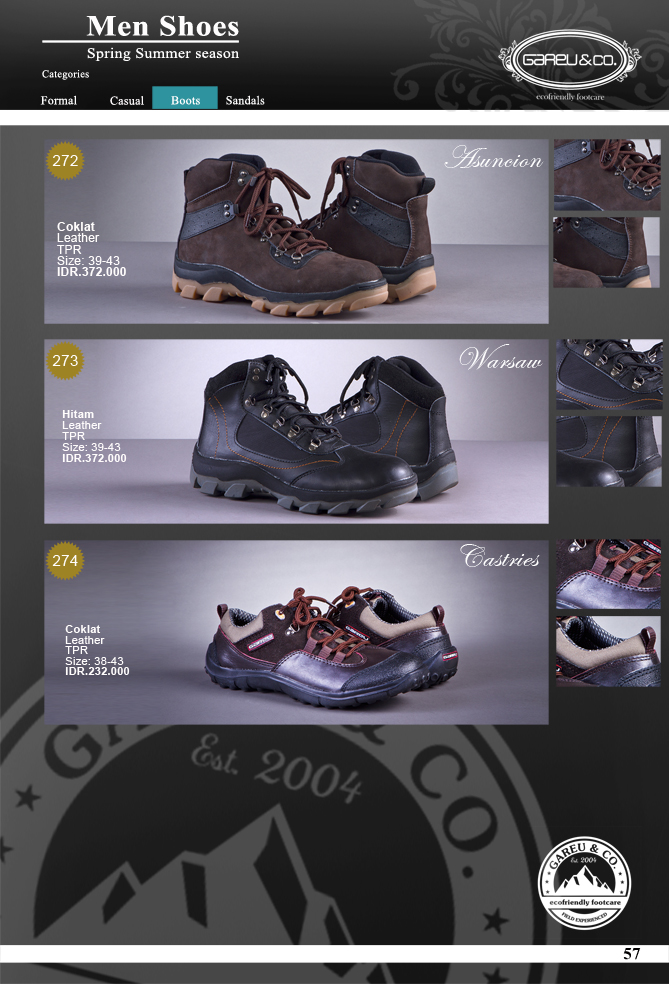 Men Shoes
Spring Summer season
Categories
Formal Casual Boots Sandals
GAREU & CO.
ecofriendly footcare
272
Asuncion
Coklat
Leather
TPR
Size: 39-43
IDR.372.000
273
Warsaw
Hitam
Leather
TPR
Size: 39-43
IDR.372.000
274
Castries
Coklat
Leather
TPR
Size: 38-43
IDR.232.000
GAREU & CO.
Est. 2004
GAREU & CO.
Est. 2004
ecofriendly footcare
FIELD EXPERIENCED
57